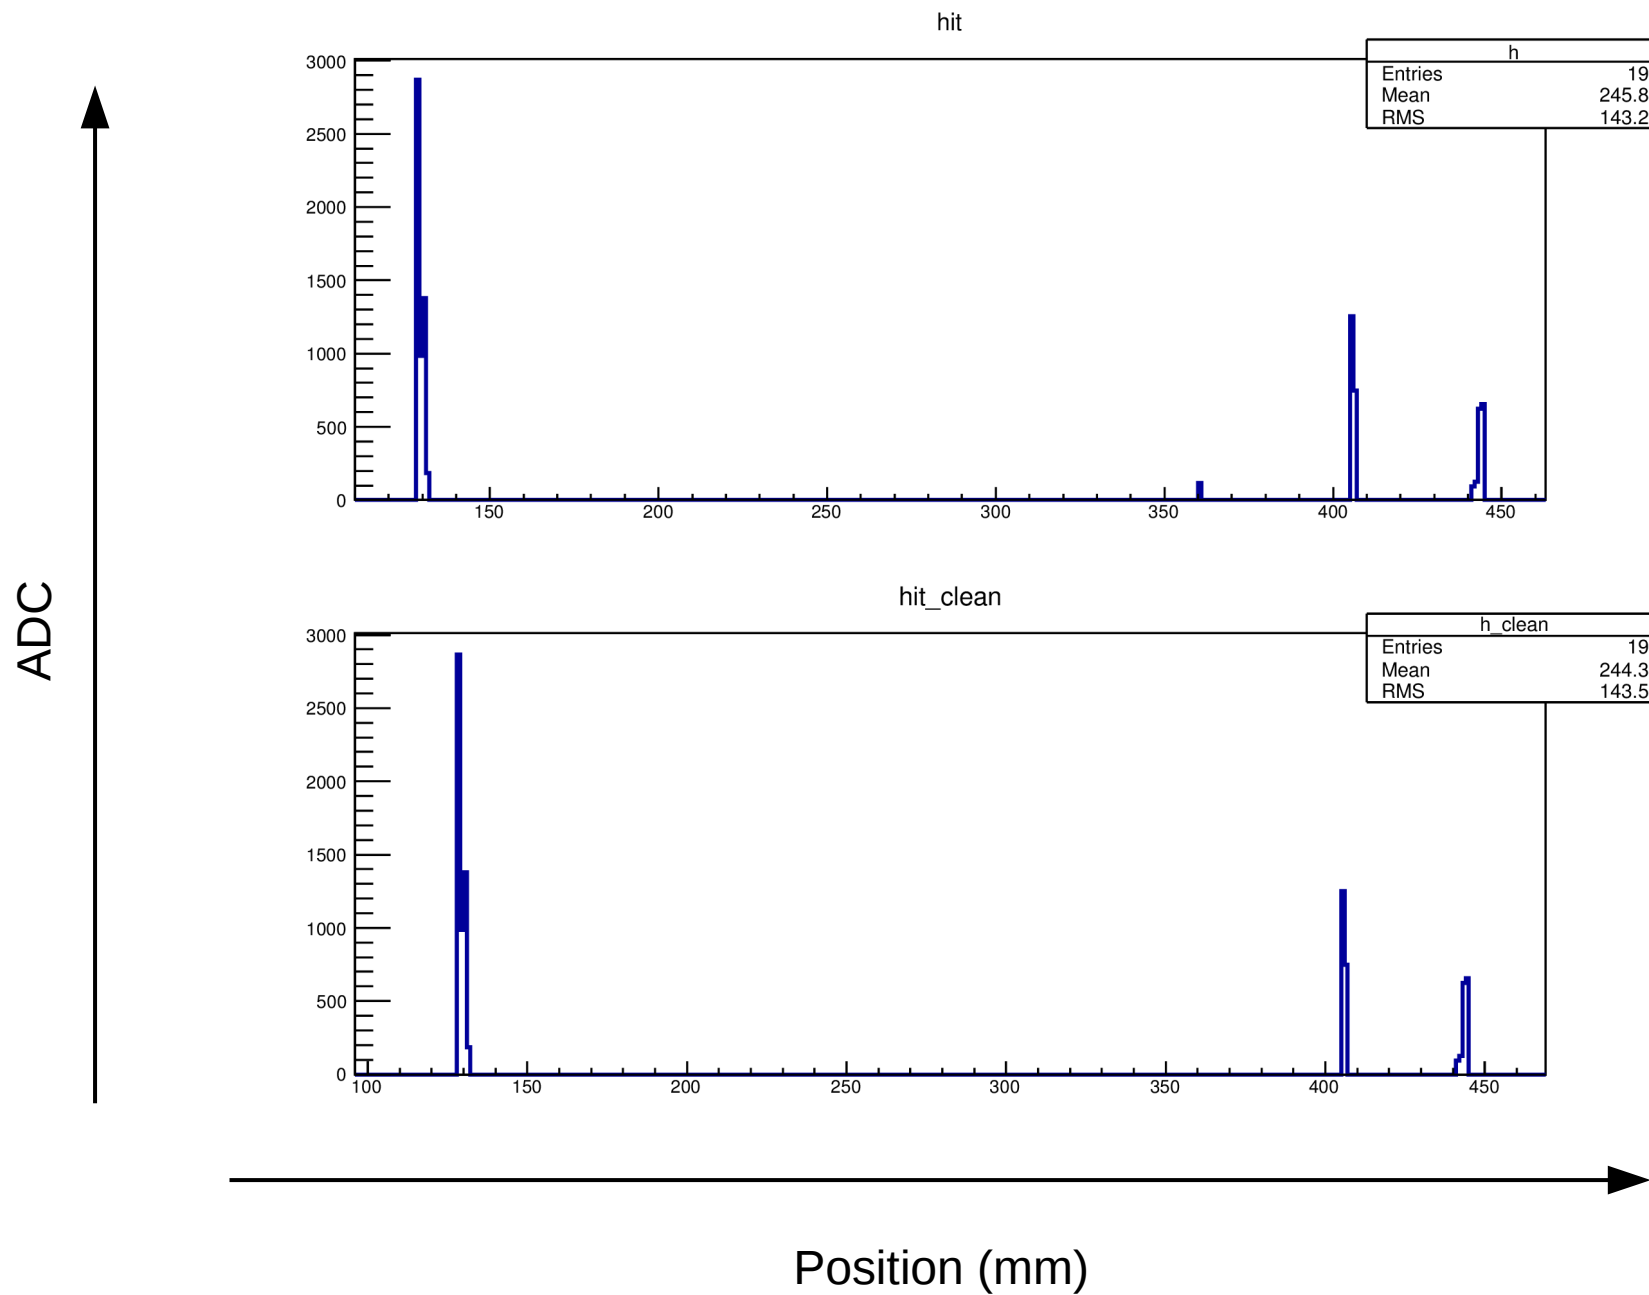 hit
h
Entries 19
Mean 245.8
RMS 143.2
3000
2500
2000
1500
1000
500
0
150 200 250 300 350 400 450
ADC
hit_clean
h_clean
Entries 19
Mean 244.3
RMS 143.5
3000
2500
2000
1500
1000
500
0
100 150 200 250 300 350 400 450
Position (mm)